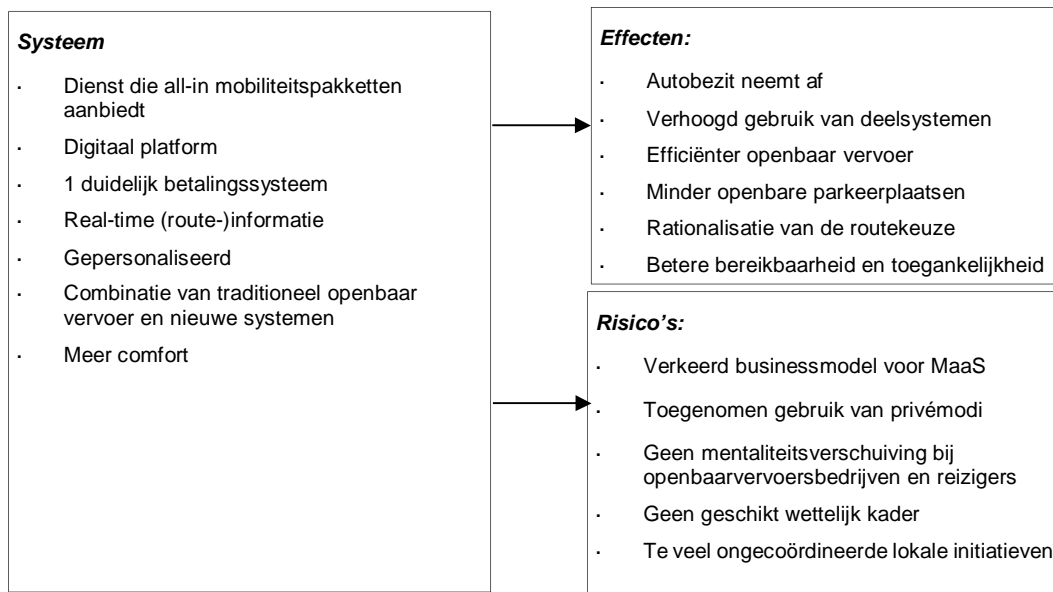 Systeem
· Dienst die all-in mobiliteitspakketten
aanbiedt
· Digitaal platform
· 1 duidelijk betalingssysteem
· Real-time (route-)informatie
· Gepersonaliseerd
· Combinatie van traditioneel openbaar
vervoer en nieuwe systemen
· Meer comfort
Effecten:
· Autobezit neemt af
· Verhoogd gebruik van deelsystemen
· Efficiënter openbaar vervoer
· Minder openbare parkeerplaatsen
· Rationalisatie van de routekeuze
· Betere bereikbaarheid en toegankelijkheid
Risico's:
· Verkeerd businessmodel voor MaaS
· Toegenomen gebruik van privémodi
· Geen mentaliteitsverschuiving bij
openbaarvervoersbedrijven en reizigers
· Geen geschikt wettelijk kader
· Te veel ongecoördineerde lokale initiatieven